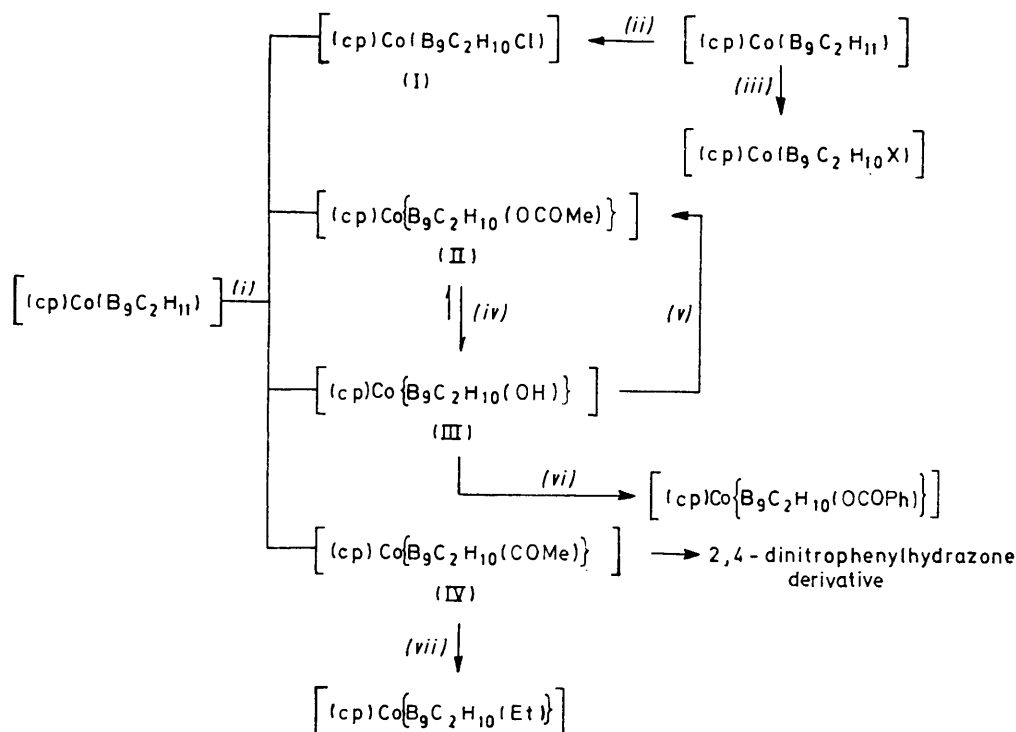 [(cp)Co(B₉C₂H₁₀Cl)]
(ii)
[(cp)Co(B₉C₂H₁₁)]
(I)
(iii)
[(cp)Co(B₉C₂H₁₀X)]
[(cp)Co{B₉C₂H₁₀(OCOMe)}]
(II)
[(cp)Co(B₉C₂H₁₁)]
(i)
(iv)
(v)
[(cp)Co{B₉C₂H₁₀(OH)}]
(III)
(vi)
[(cp)Co{B₉C₂H₁₀(OCOPh)}]
[(cp)Co{B₉C₂H₁₀(COMe)}]
2,4-dinitrophenylhydrazone
derivative
(IV)
(vii)
[(cp)Co{B₉C₂H₁₀(Et)}]